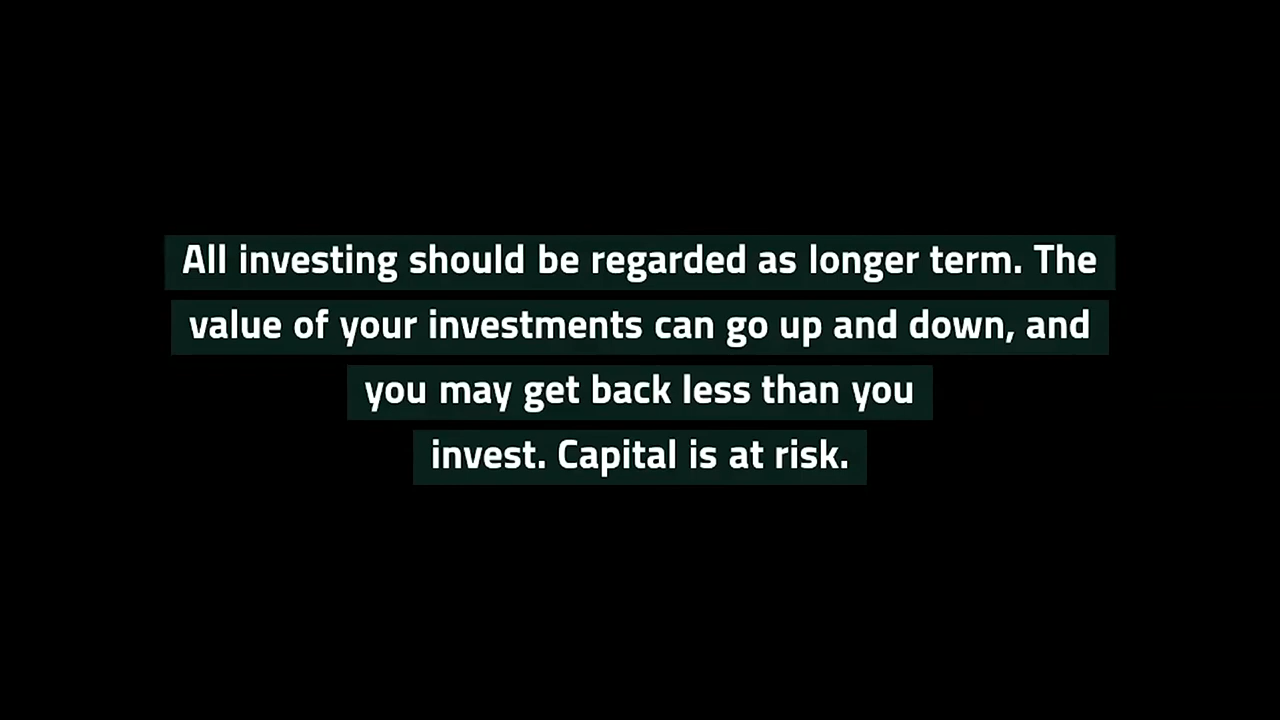 All investing should be regarded as longer term. The
value of your investments can go up and down, and
you may get back less than you
invest. Capital is at risk.